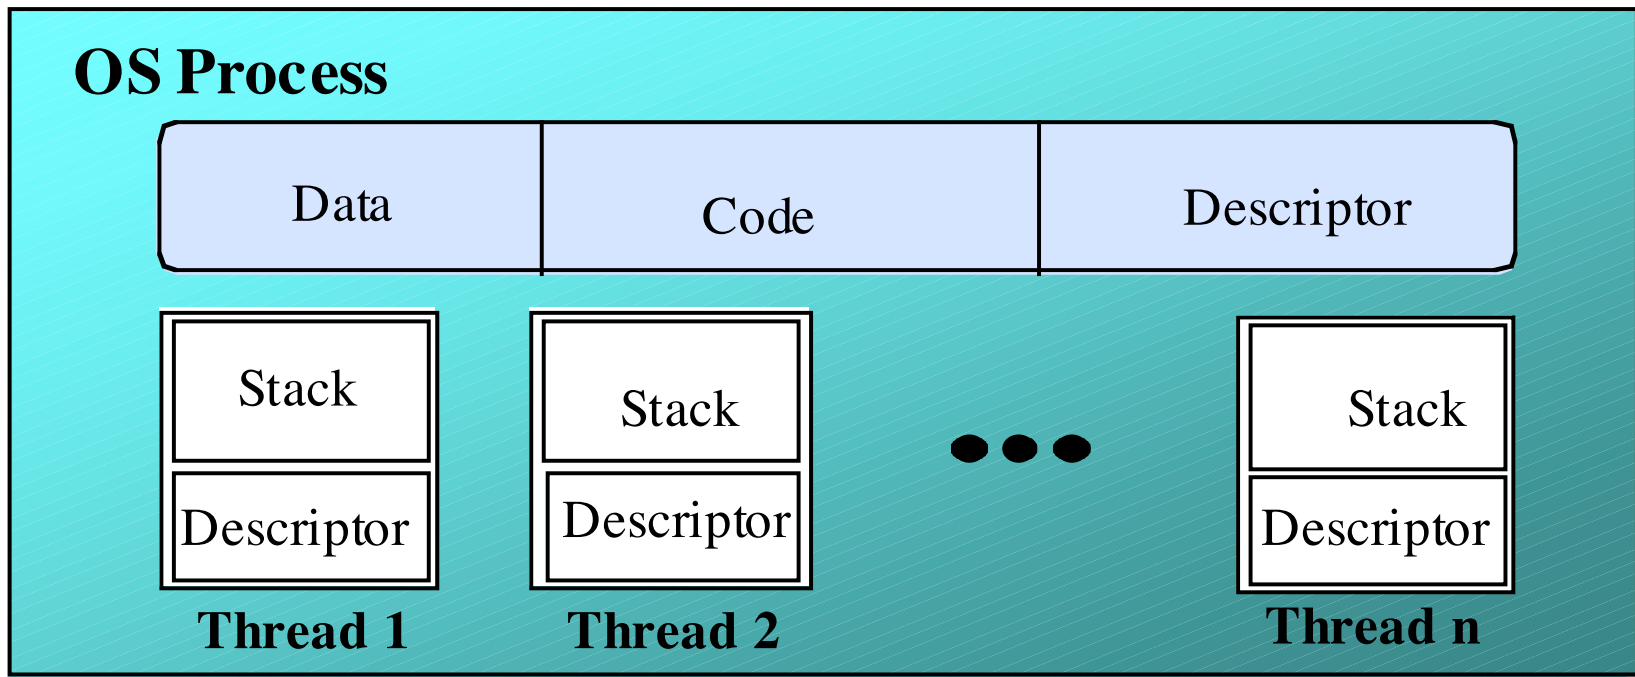 OS Process
Data Code Descriptor
Stack Stack Stack
Descriptor Descriptor Descriptor
Thread 1 Thread 2 Thread n